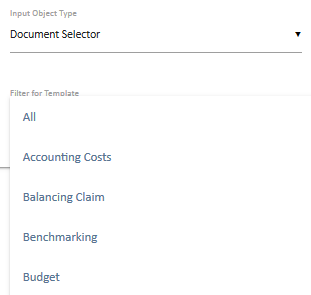 Input Object Type
Document Selector
Filter for Template
All
Accounting Costs
Balancing Claim
Benchmarking
Budget